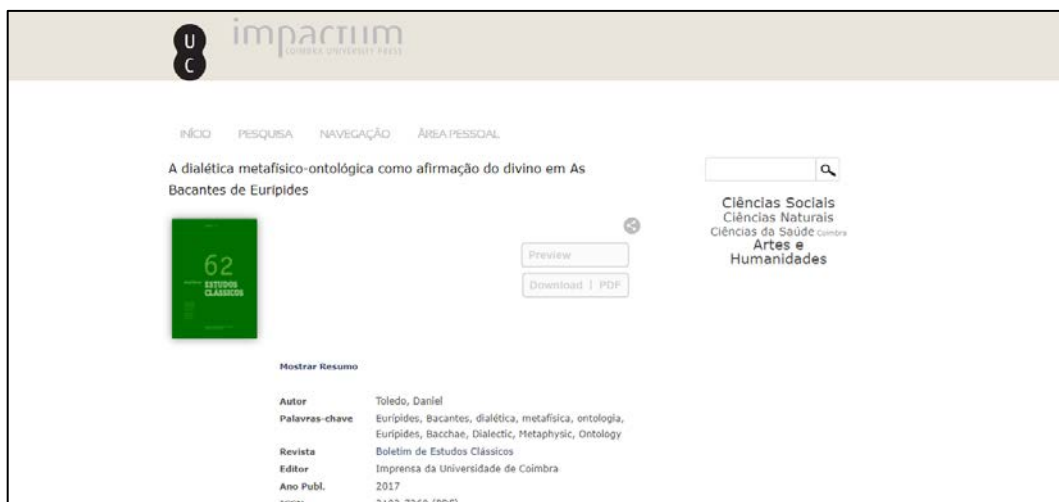 UC
impactum
COIMBRA UNIVERSITY PRESS
INÍCIO PESQUISA NAVEGAÇÃO ÁREA PESSOAL
A dialética metafísico-ontológica como afirmação do divino em As
Bacantes de Eurípides
62
ESTUDOS
CLÁSSICOS
Preview
Download | PDF
Mostrar Resumo
Autor Toledo, Daniel
Palavras-chave Eurípides, Bacantes, dialética, metafísica, ontologia,
Euripides, Bacchae, Dialectic, Metaphysic, Ontology
Revista Boletim de Estudos Clássicos
Editor Imprensa da Universidade de Coimbra
Ano Publ. 2017
Ciências Sociais
Ciências Naturais
Ciências da Saúde Coimbra
Artes e
Humanidades